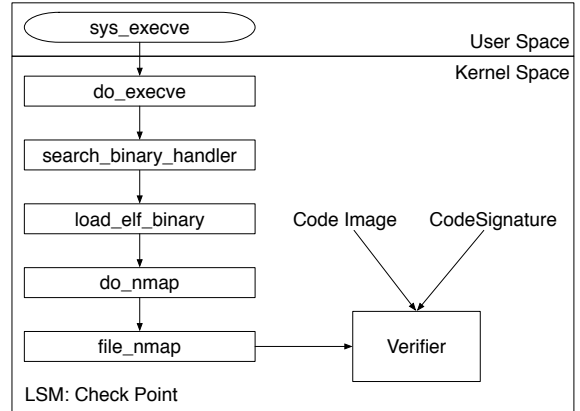 sys_execve
User Space
Kernel Space
do_execve
search_binary_handler
load_elf_binary
Code Image
CodeSignature
do_nmap
file_nmap
Verifier
LSM: Check Point